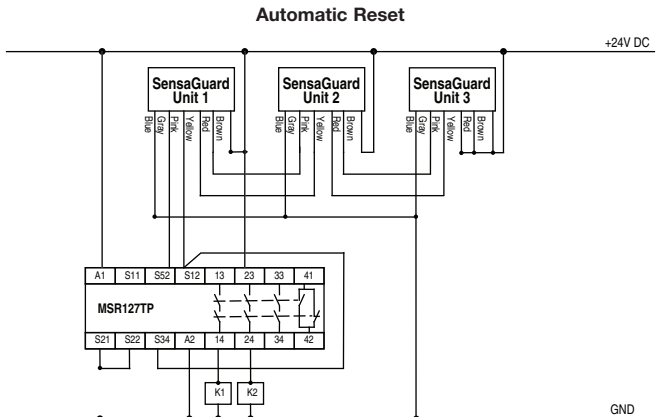 Automatic Reset
+24V DC
SensaGuard
Unit 1
SensaGuard
Unit 2
SensaGuard
Unit 3
Blue
Gray
Pink
Yellow
Red
Brown
Blue
Gray
Pink
Yellow
Red
Brown
Blue
Gray
Pink
Yellow
Red
Brown
A1 S11 S52 S12 13 23 33 41
MSR127TP
S21 S22 S34 A2 14 24 34 42
K1 K2
GND